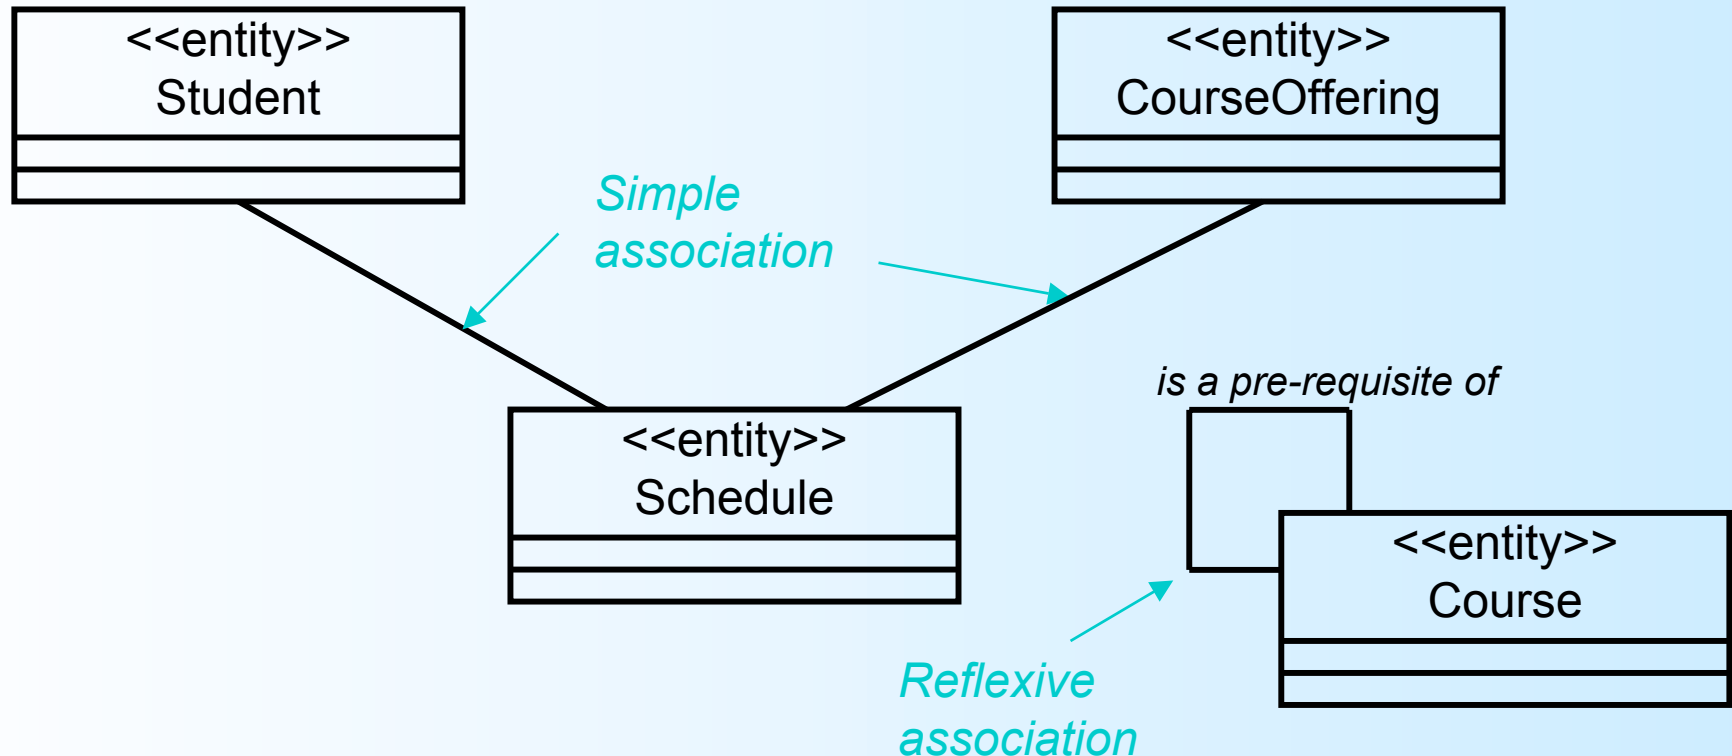 <<entity>>
Student
<<entity>>
CourseOffering
Simple
association
is a pre-requisite of
<<entity>>
Schedule
<<entity>>
Course
Reflexive
association